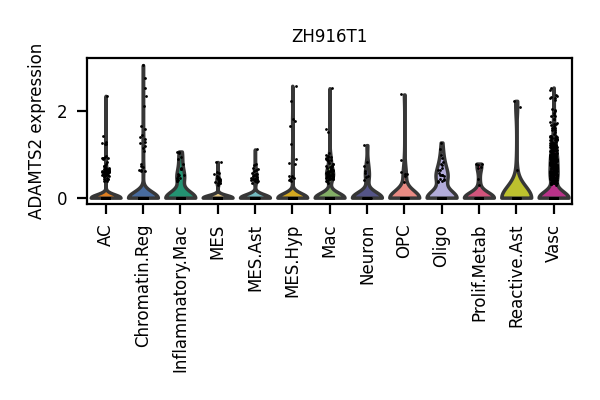 ZH916T1
ADAMTS2 expression
2
0
AC
Chromatin.Reg
Inflammatory.Mac
MES
MES.Ast
MES.Hyp
Mac
Neuron
OPC
Oligo
Prolif.Metab
Reactive.Ast
Vasc